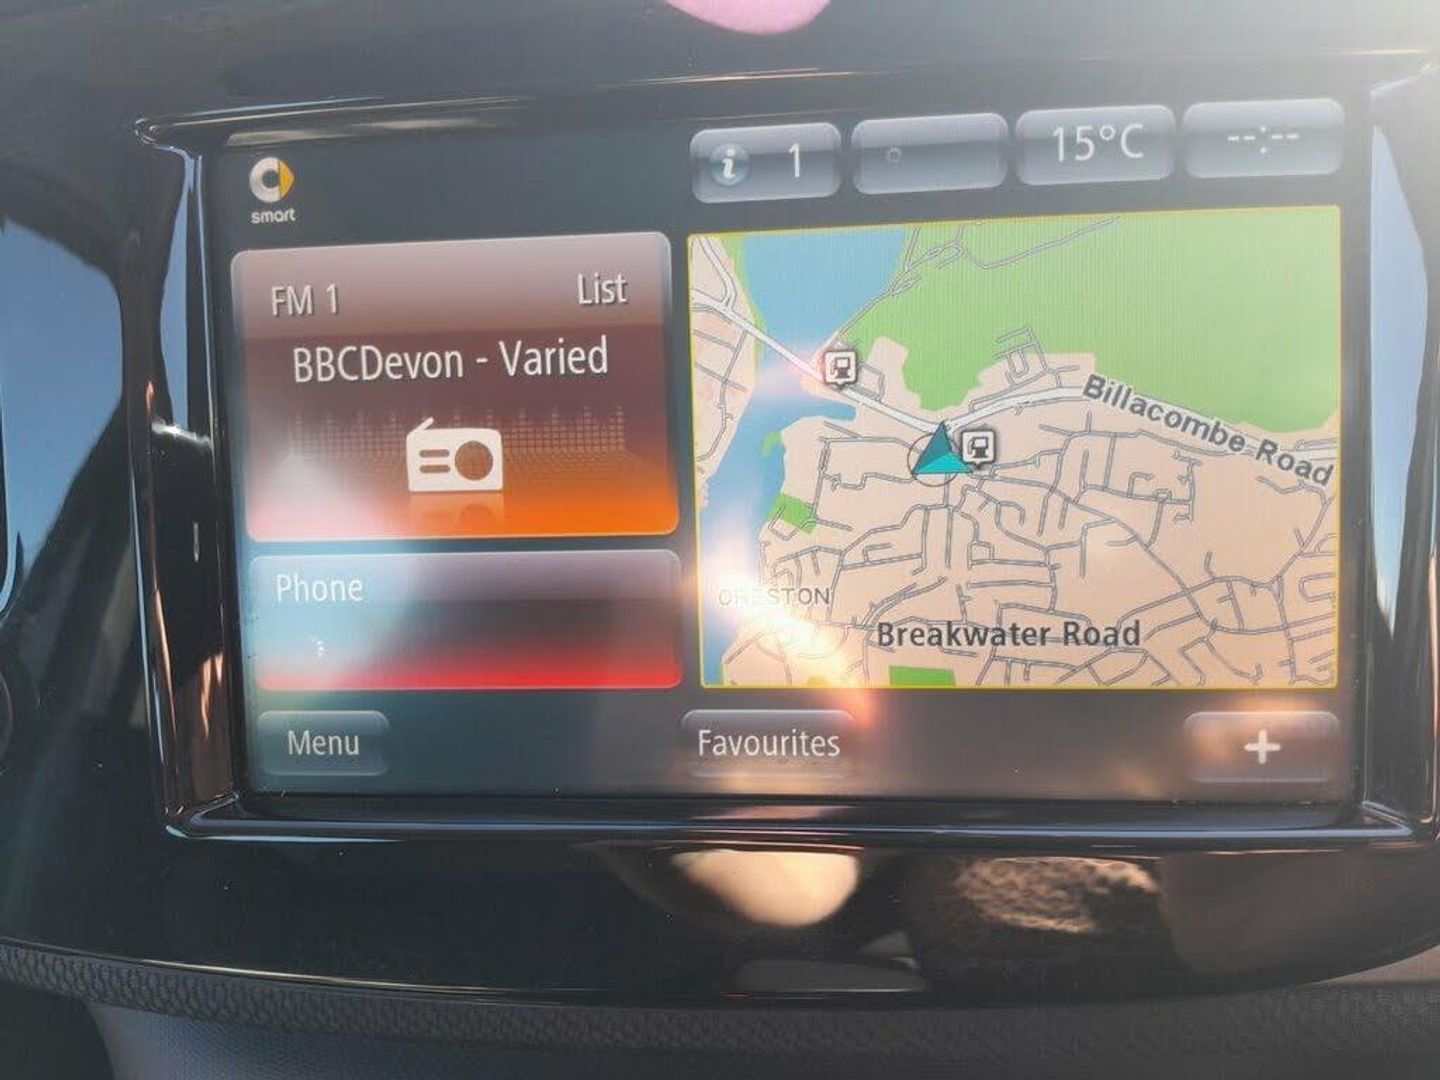 smart
i 1
15°C
--:--
FM 1
List
BBCDevon - Varied
Phone
Billacombe Road
ORESTON
Breakwater Road
Menu
Favourites
+